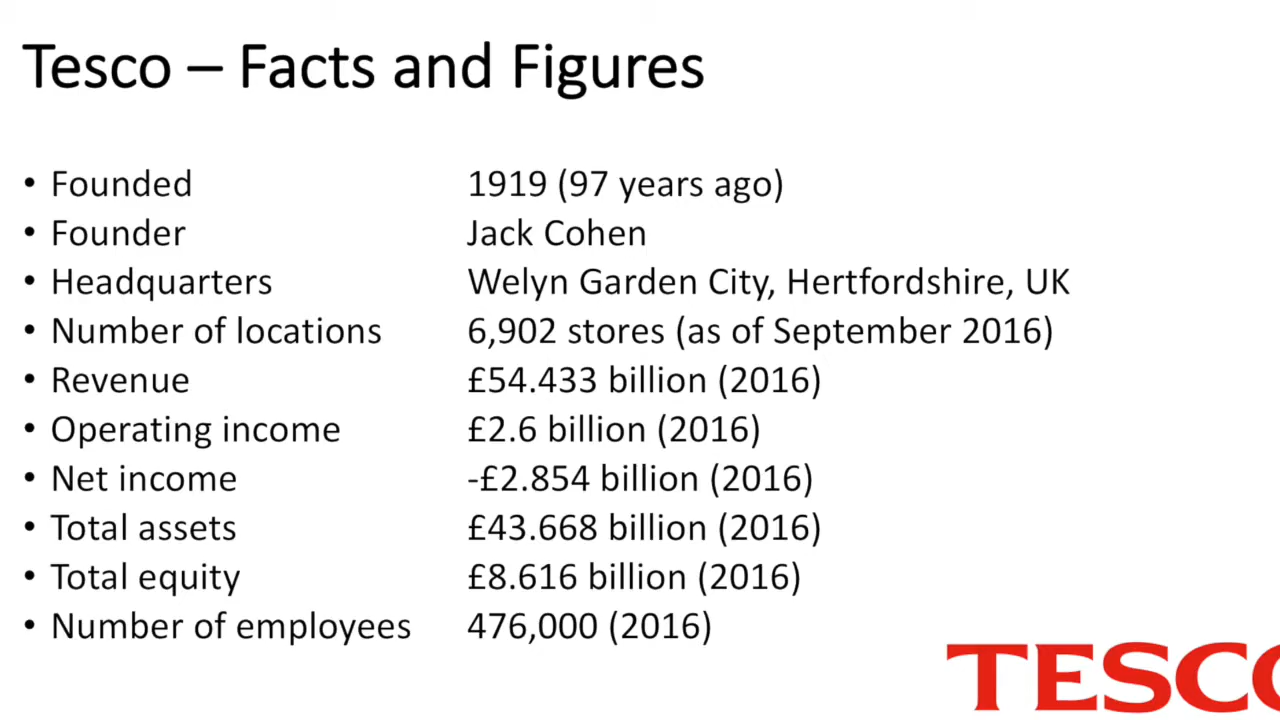 Tesco – Facts and Figures
• Founded 1919 (97 years ago)
• Founder Jack Cohen
• Headquarters Welyn Garden City, Hertfordshire, UK
• Number of locations 6,902 stores (as of September 2016)
• Revenue £54.433 billion (2016)
• Operating income £2.6 billion (2016)
• Net income -£2.854 billion (2016)
• Total assets £43.668 billion (2016)
• Total equity £8.616 billion (2016)
• Number of employees 476,000 (2016)
TESCO